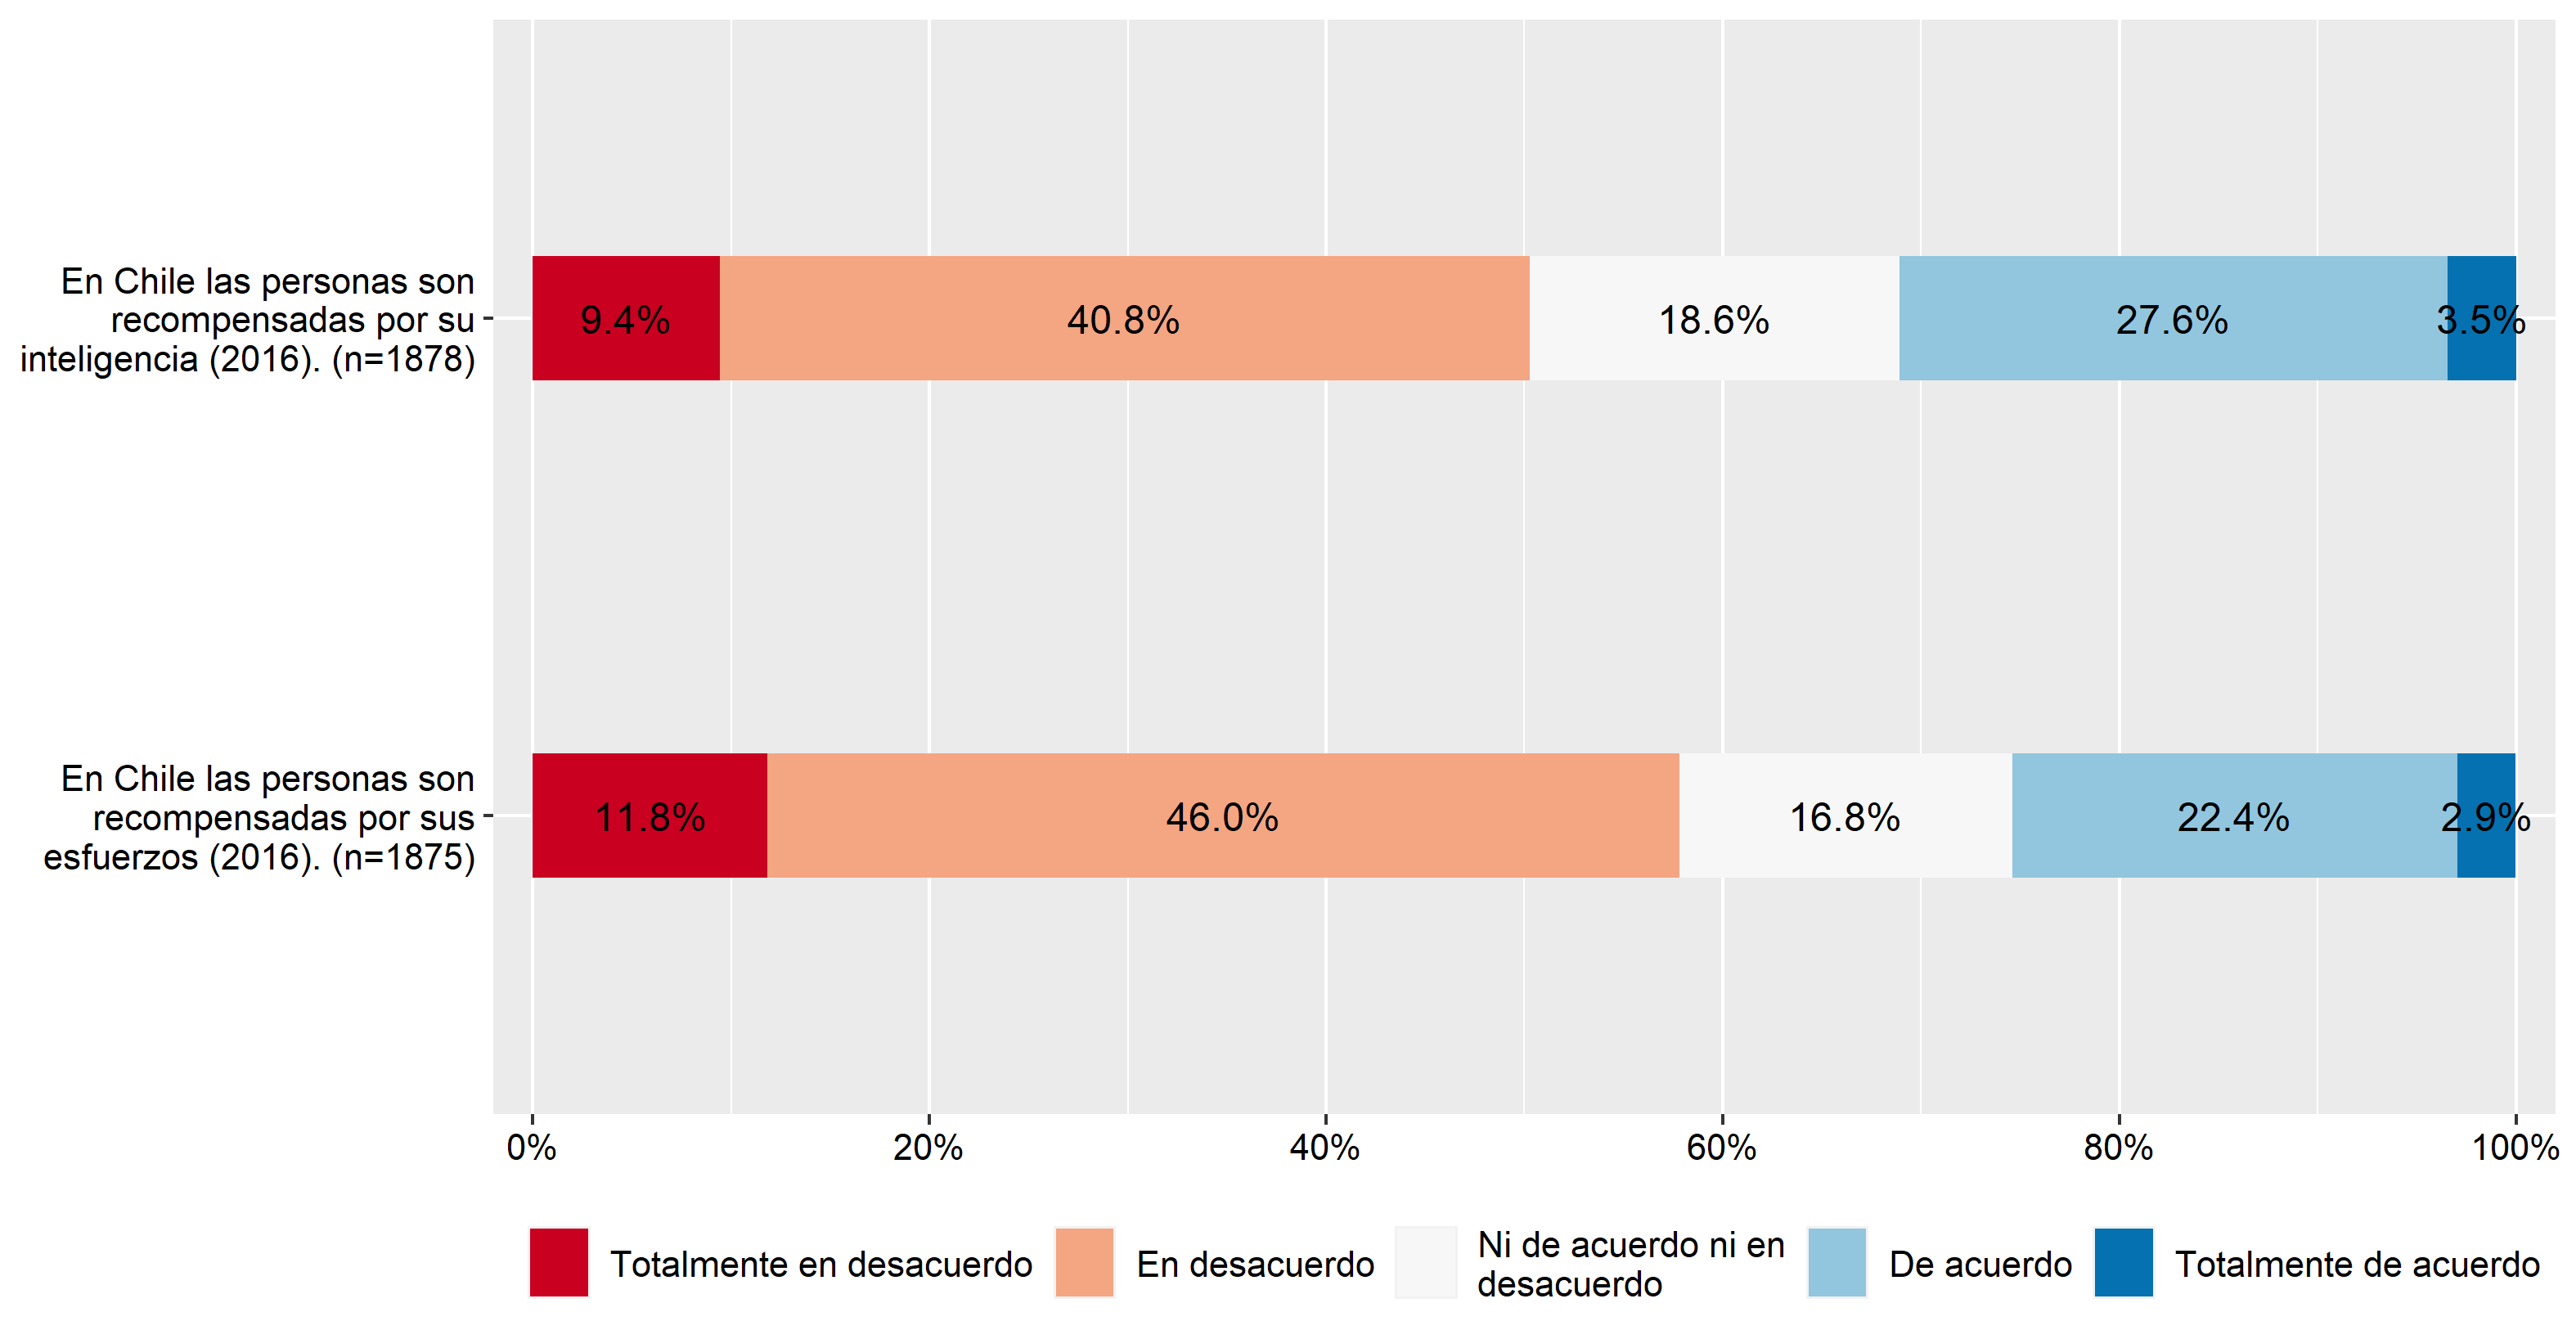 En Chile las personas son
recompensadas por su
inteligencia (2016). (n=1878)
9.4%
40.8%
18.6%
27.6%
3.5%
En Chile las personas son
recompensadas por sus
esfuerzos (2016). (n=1875)
11.8%
46.0%
16.8%
22.4%
2.9%
0%
20%
40%
60%
80%
100%
Totalmente en desacuerdo
En desacuerdo
Ni de acuerdo ni en
desacuerdo
De acuerdo
Totalmente de acuerdo